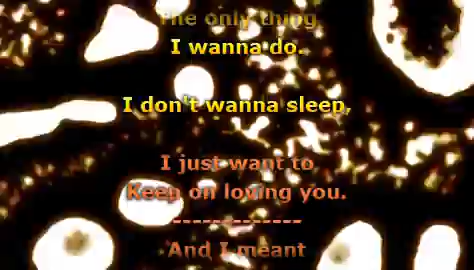 The only thing
I wanna do.
I don't wanna sleep,
I just want to
Keep on loving you.
-------------
And I meant